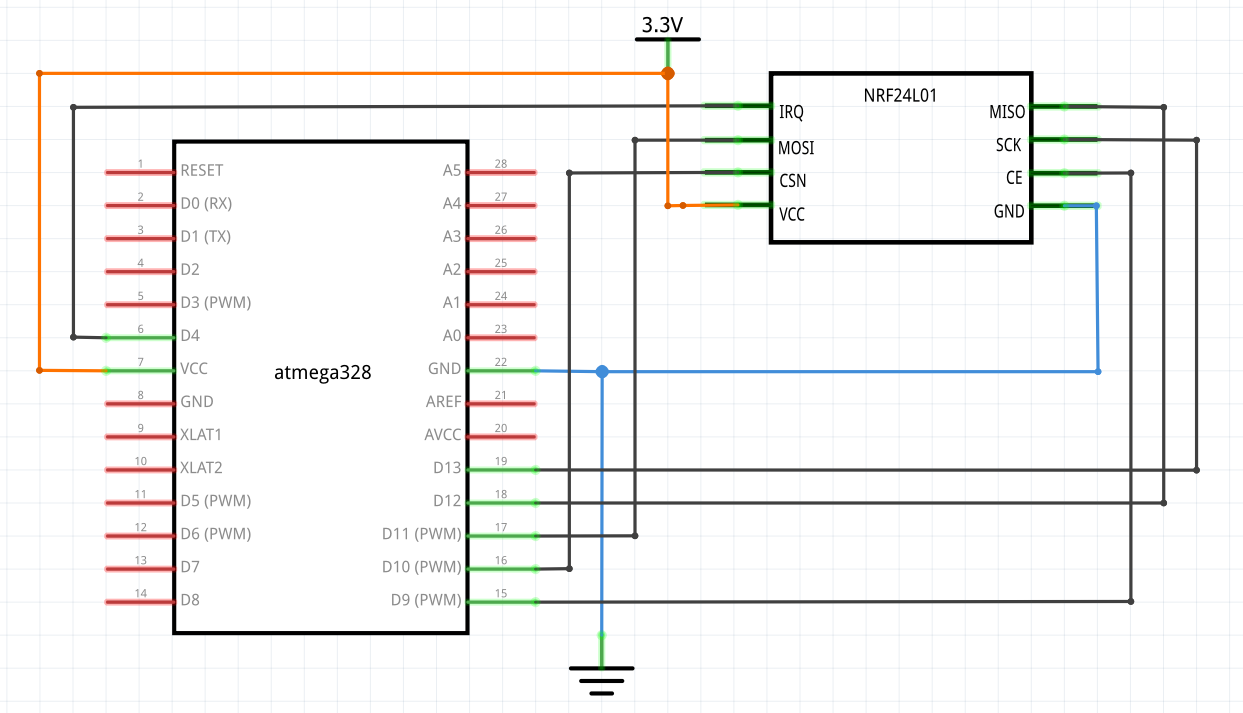 3.3V
NRF24L01
IRQ MISO
MOSI SCK
CSN CE
VCC GND
1 RESET A5 28
2 D0 (RX) A4 27
3 D1 (TX) A3 26
4 D2 A2 25
5 D3 (PWM) A1 24
6 D4 A0 23
7 VCC GND 22
atmega328
8 GND AREF 21
9 XLAT1 AVCC 20
10 XLAT2 D13 19
11 D5 (PWM) D12 18
12 D6 (PWM) D11 (PWM) 17
13 D7 D10 (PWM) 16
14 D8 D9 (PWM) 15